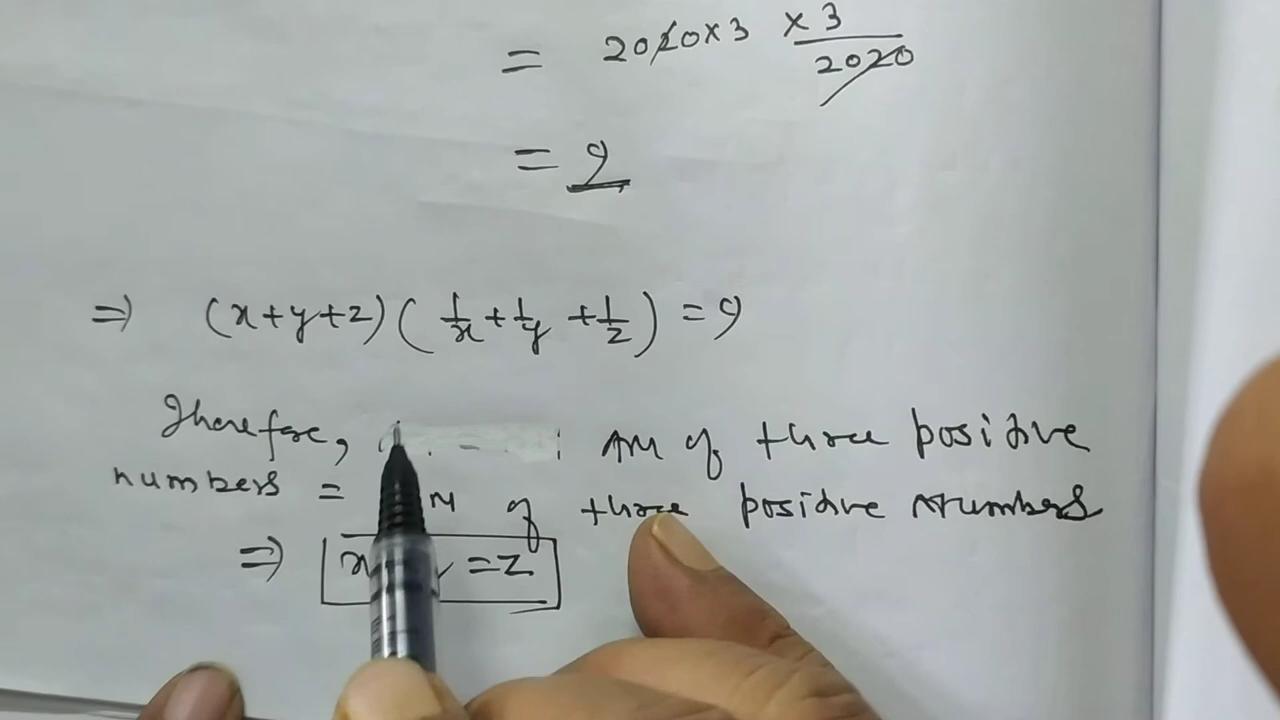 = 2020×3 × 3/2020
= 9
⇒ (x+y+z)(1/x+1/y+1/z)=9
Therefore, AM of three positive
numbers = M of three positive numbers
⇒ x =z